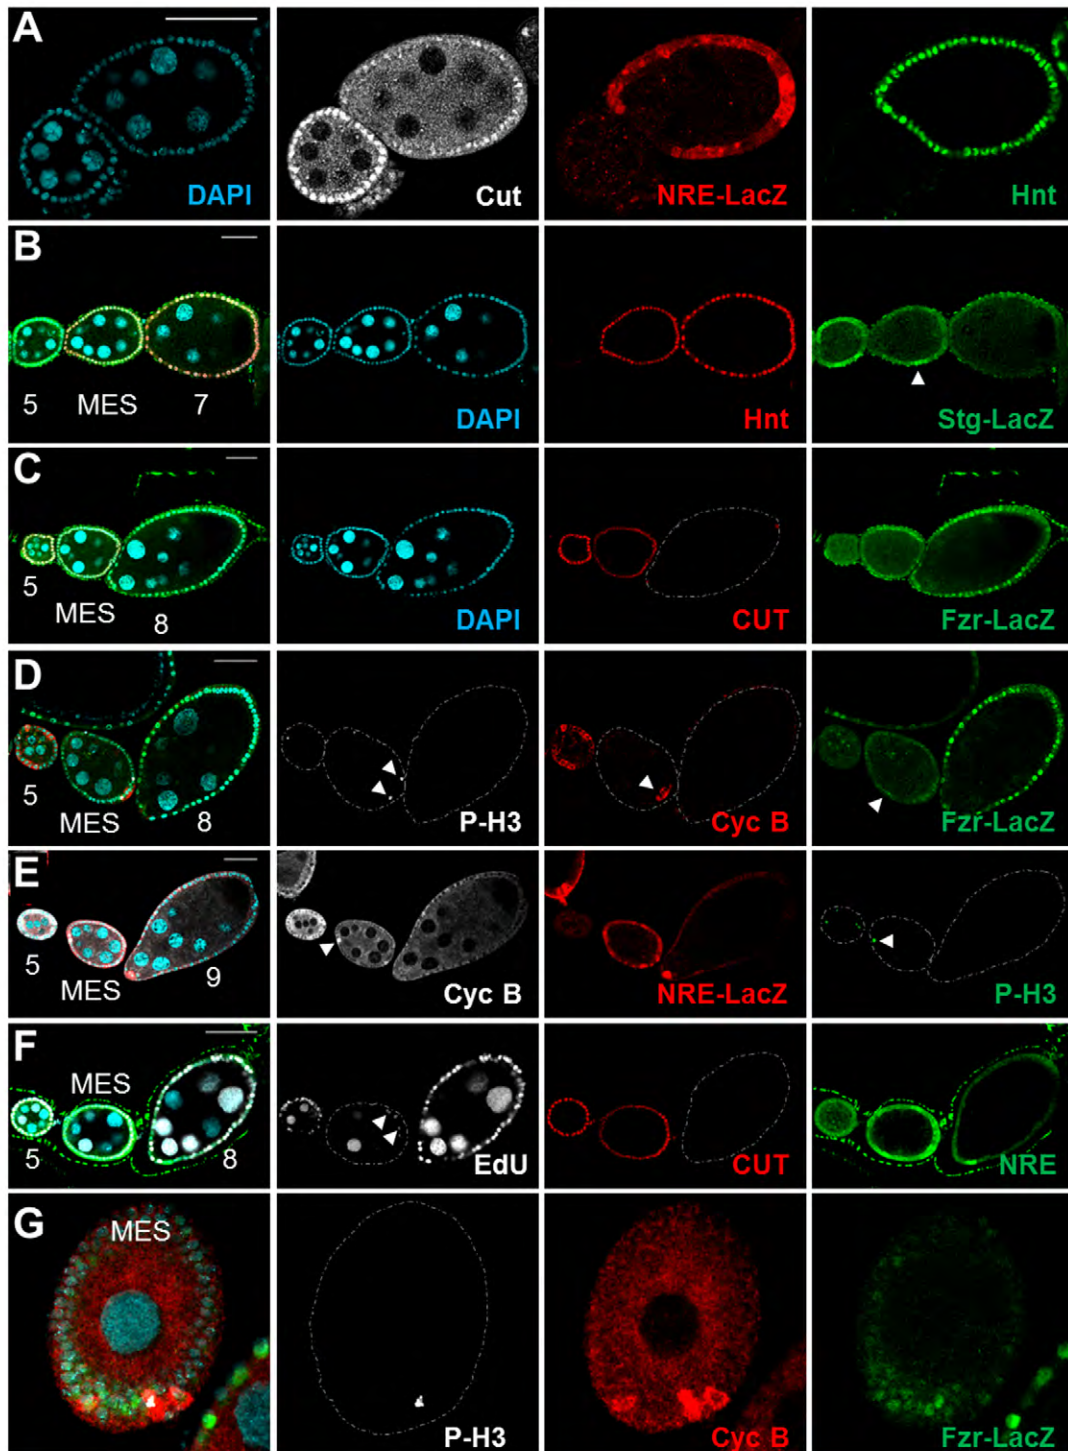 A
DAPI
Cut
NRE-LacZ
Hnt
B
5 MES 7
DAPI
Hnt
Stg-LacZ
C
5
MES
8
DAPI
CUT
Fzr-LacZ
D
5
MES
8
P-H3
Cyc B
Fzr-LacZ
E
5
MES
9
Cyc B
NRE-LacZ
P-H3
F
MES
5
8
EdU
CUT
NRE
G
MES
P-H3
Cyc B
Fzr-LacZ